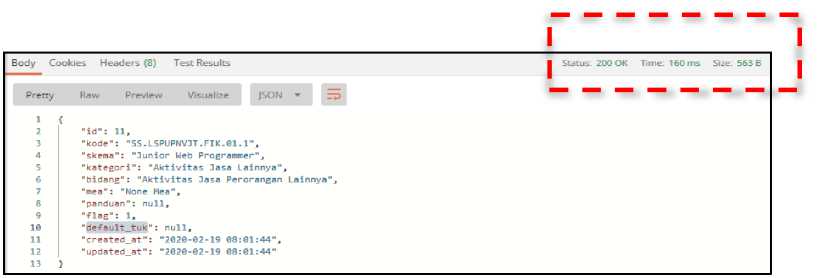 Body Cookies Headers (8) Test Results Status: 200 OK Time: 160 ms Size: 563 B
Pretty Raw Preview Visualize JSON
1 {
2 "id": 11,
3 "kode": "SS.LSPUPNVJT.FIK.01.1",
4 "skema": "Junior Web Programmer",
5 "kategori": "Aktivitas Jasa Lainnya",
6 "bidang": "Aktivitas Jasa Perorangan Lainnya",
7 "mea": "None Mea",
8 "panduan": null,
9 "flag": 1,
10 "default_tuk": null,
11 "created_at": "2020-02-19 08:01:44",
12 "updated_at": "2020-02-19 08:01:44"
13 }